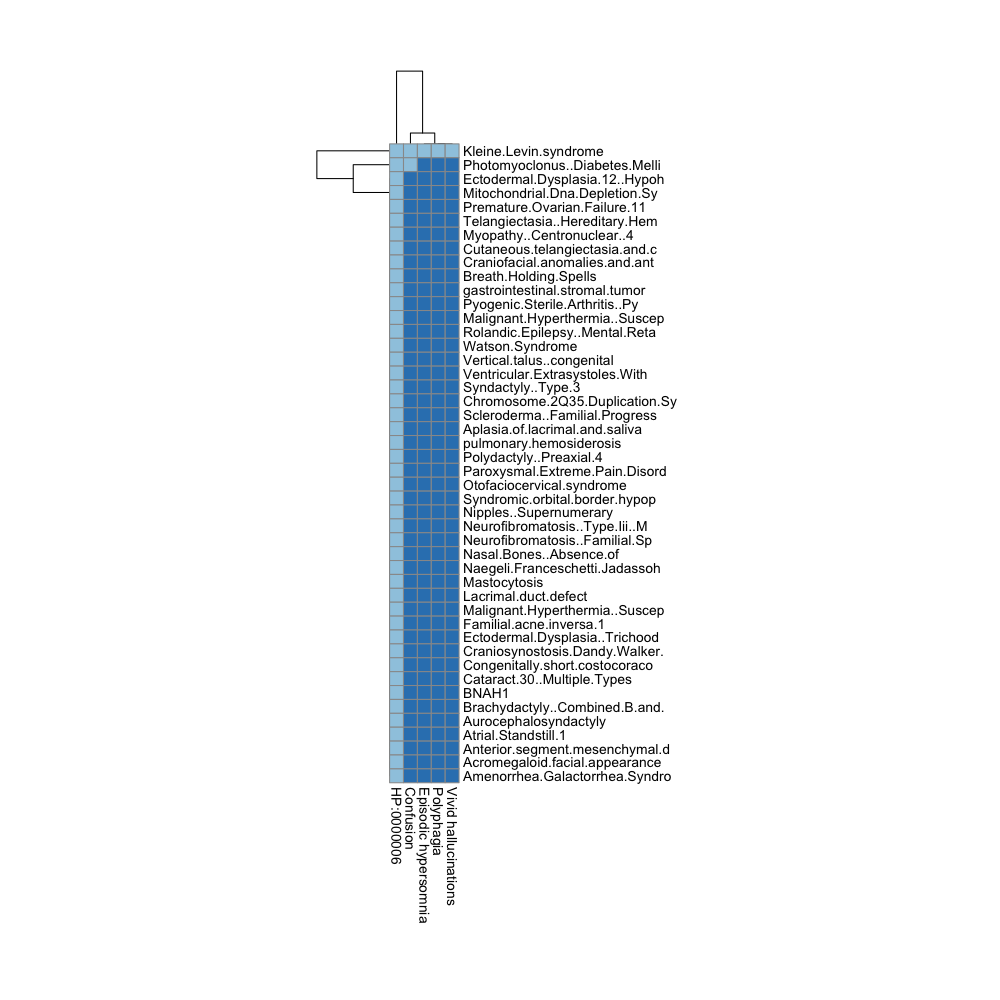 Kleine.Levin.syndrome
Photomyoclonus..Diabetes.Melli
Ectodermal.Dysplasia.12..Hypoh
Mitochondrial.Dna.Depletion.Sy
Premature.Ovarian.Failure.11
Telangiectasia..Hereditary.Hem
Myopathy..Centronuclear..4
Cutaneous.telangiectasia.and.c
Craniofacial.anomalies.and.ant
Breath.Holding.Spells
gastrointestinal.stromal.tumor
Pyogenic.Sterile.Arthritis..Py
Malignant.Hyperthermia..Suscep
Rolandic.Epilepsy..Mental.Reta
Watson.Syndrome
Vertical.talus..congenital
Ventricular.Extrasystoles.With
Syndactyly..Type.3
Chromosome.2Q35.Duplication.Sy
Scleroderma..Familial.Progress
Aplasia.of.lacrimal.and.saliva
pulmonary.hemosiderosis
Polydactyly..Preaxial.4
Paroxysmal.Extreme.Pain.Disord
Otofaciocervical.syndrome
Syndromic.orbital.border.hypop
Nipples..Supernumerary
Neurofibromatosis..Type.Iii..M
Neurofibromatosis..Familial.Sp
Nasal.Bones..Absence.of
Naegeli.Franceschetti.Jadassoh
Mastocytosis
Lacrimal.duct.defect
Malignant.Hyperthermia..Suscep
Familial.acne.inversa.1
Ectodermal.Dysplasia..Trichood
Craniosynostosis.Dandy.Walker.
Congenitally.short.costocoraco
Cataract.30..Multiple.Types
BNAH1
Brachydactyly..Combined.B.and.
Aurocephalosyndactyly
Atrial.Standstill.1
Anterior.segment.mesenchymal.d
Acromegaloid.facial.appearance
Amenorrhea.Galactorrhea.Syndro
HP:0000006
Confusion
Episodic hypersomnia
Polyphagia
Vivid hallucinations